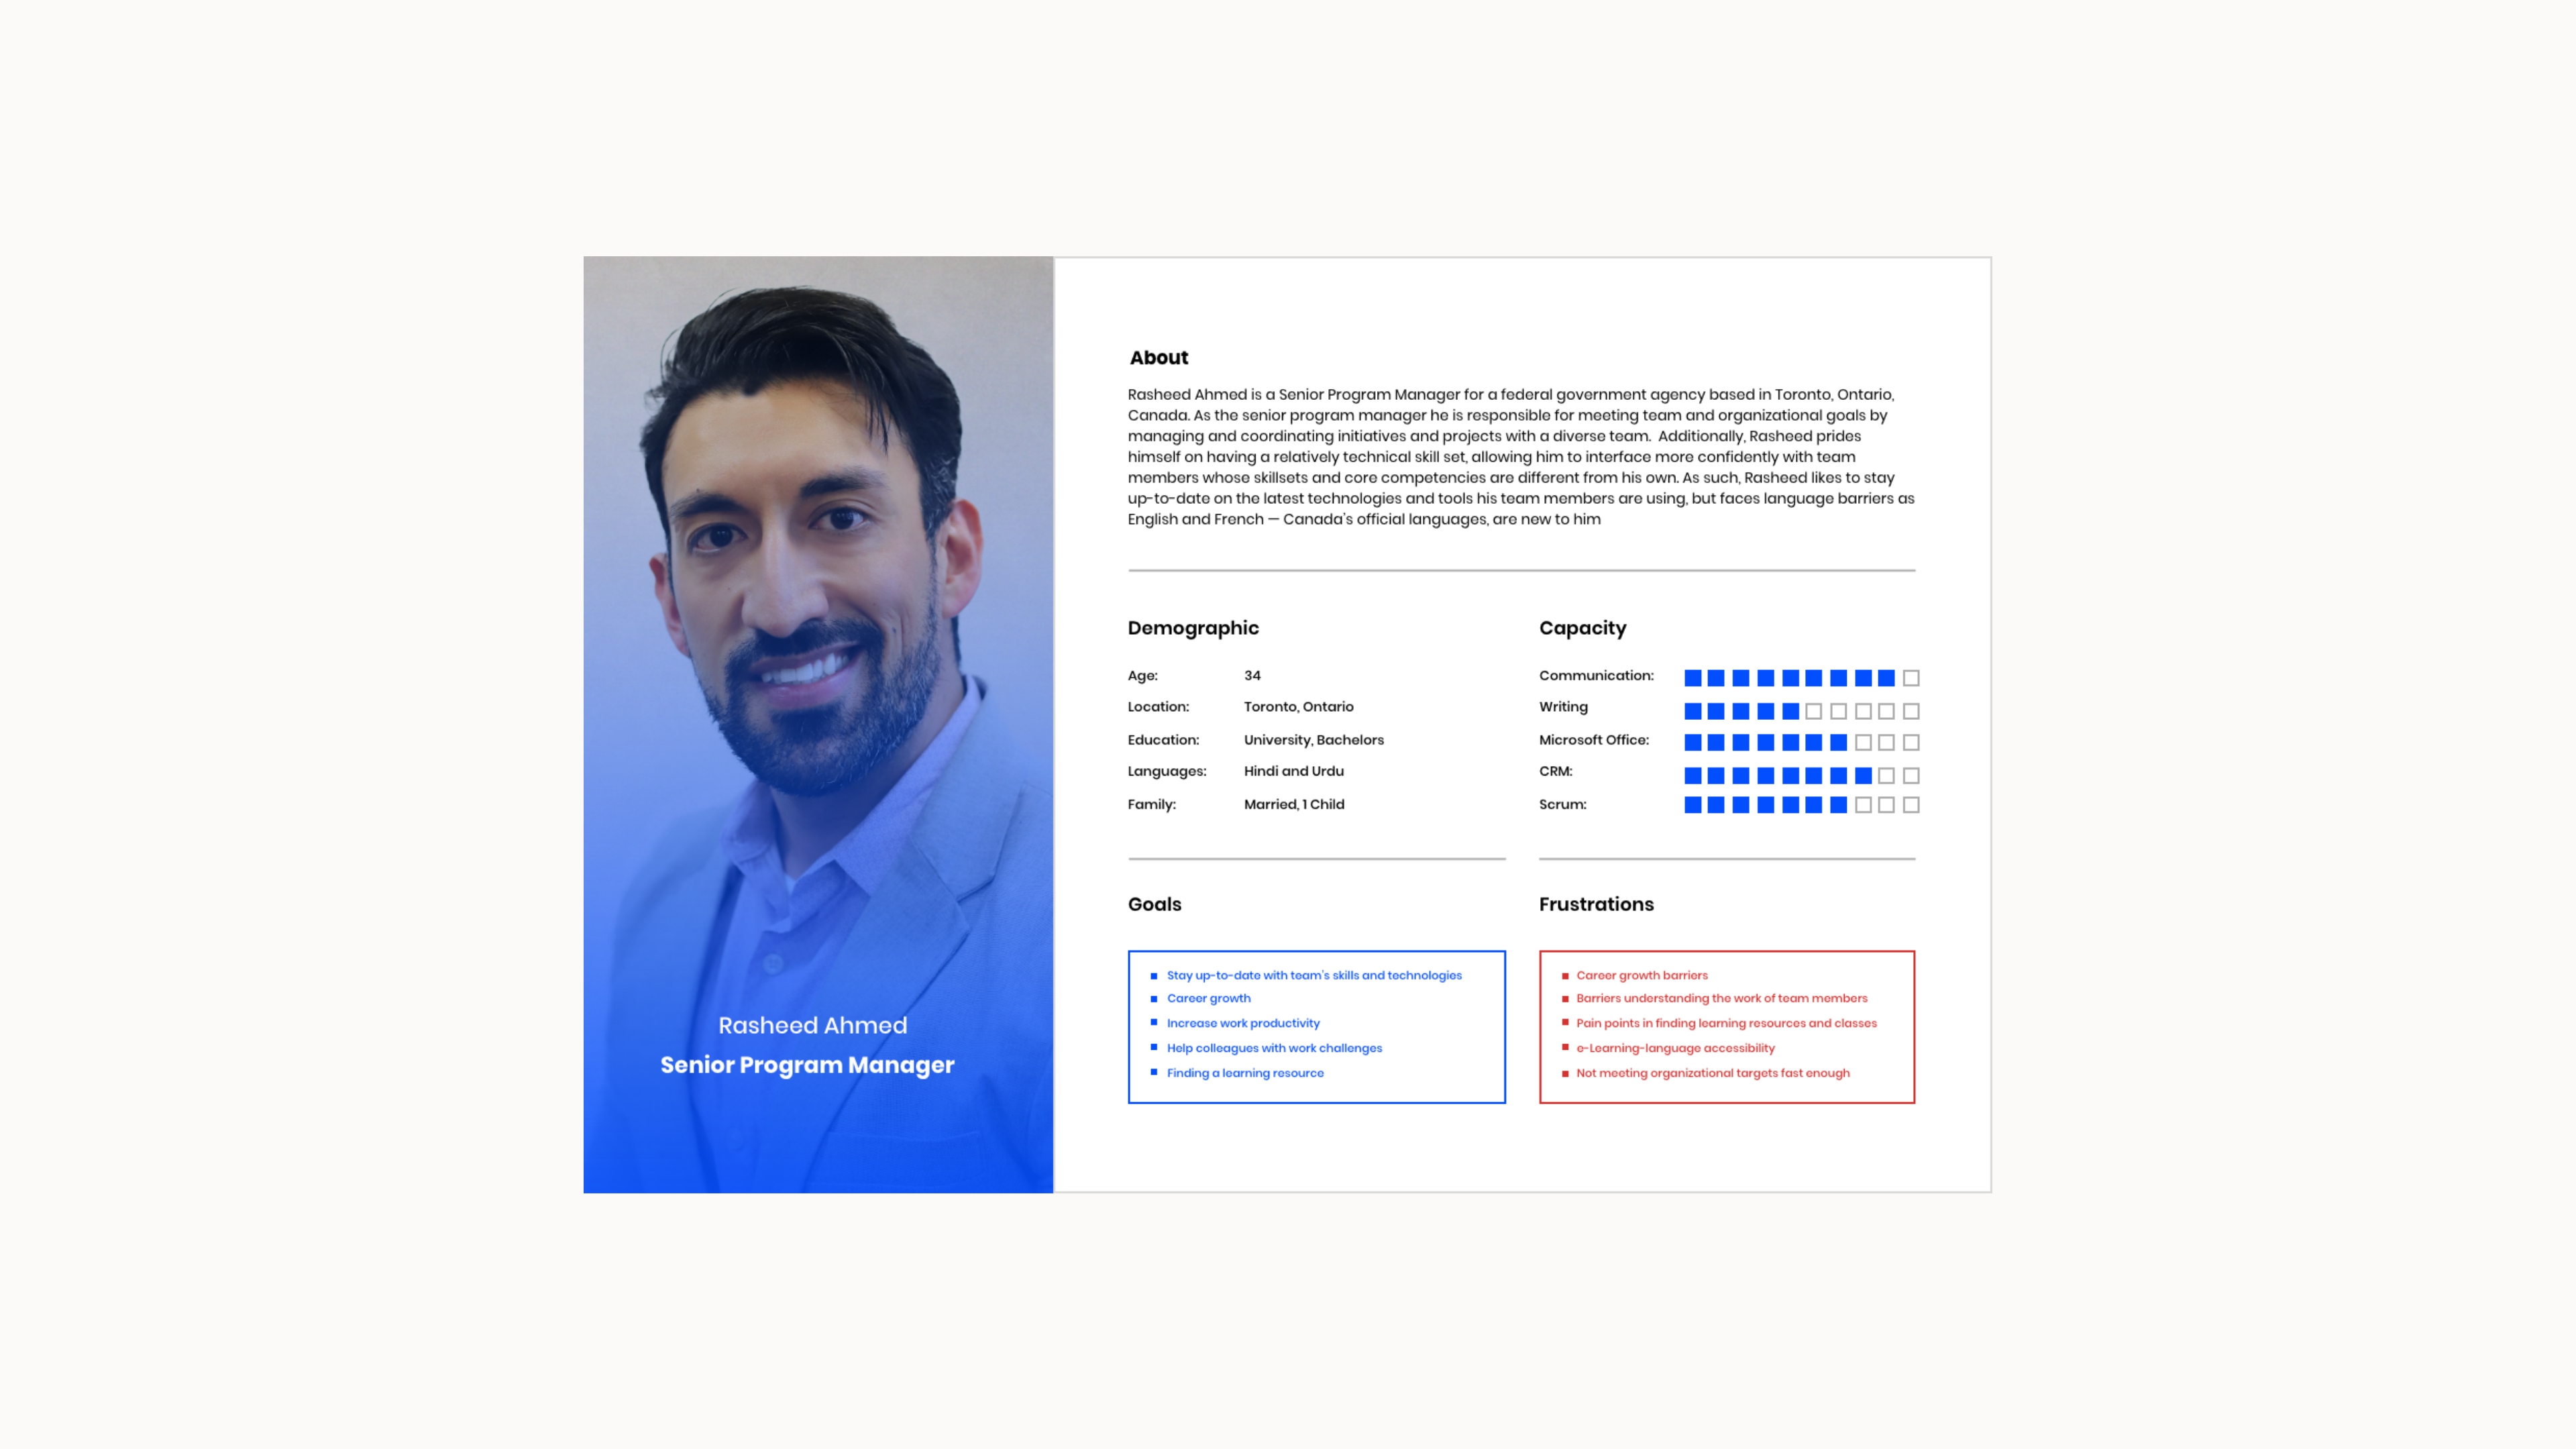 Rasheed Ahmed
Senior Program Manager
About
Rasheed Ahmed is a Senior Program Manager for a federal government agency based in Toronto, Ontario,
Canada. As the senior program manager he is responsible for meeting team and organizational goals by
managing and coordinating initiatives and projects with a diverse team.  Additionally, Rasheed prides
himself on having a relatively technical skill set, allowing him to interface more confidently with team
members whose skillsets and core competencies are different from his own. As such, Rasheed likes to stay
up-to-date on the latest technologies and tools his team members are using, but faces language barriers as
English and French — Canada's official languages, are new to him
Demographic
Age: 34
Location: Toronto, Ontario
Education: University, Bachelors
Languages: Hindi and Urdu
Family: Married, 1 Child
Capacity
Communication:
Writing
Microsoft Office:
CRM:
Scrum:
Goals
Stay up-to-date with team's skills and technologies
Career growth
Increase work productivity
Help colleagues with work challenges
Finding a learning resource
Frustrations
Career growth barriers
Barriers understanding the work of team members
Pain points in finding learning resources and classes
e-Learning-language accessibility
Not meeting organizational targets fast enough